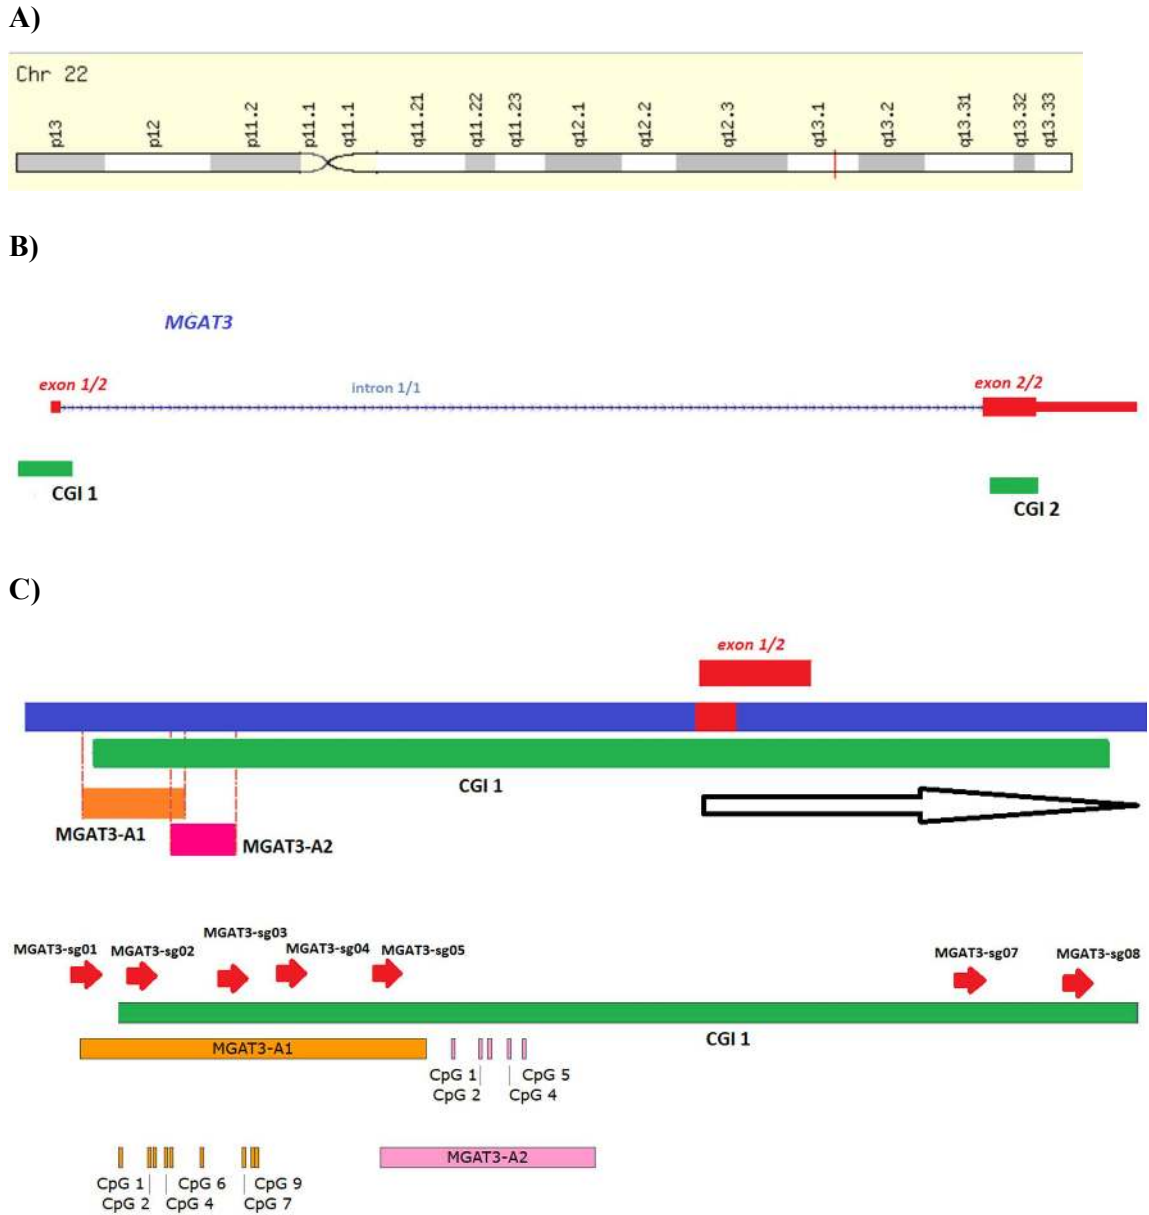 A)
Chr 22
p13 p12 p11.2 p11.1 q11.1 q11.21 q11.22 q11.23 q12.1 q12.2 q12.3 q13.1 q13.2 q13.31 q13.32 q13.33
B)
MGAT3
exon 1/2 intron 1/1 exon 2/2
CGI 1
CGI 2
C)
exon 1/2
CGI 1
MGAT3-A1
MGAT3-A2
MGAT3-sg01 MGAT3-sg02 MGAT3-sg03 MGAT3-sg04 MGAT3-sg05 MGAT3-sg07 MGAT3-sg08
CGI 1
MGAT3-A1
CpG 1 CpG 5
CpG 2 CpG 4
MGAT3-A2
CpG 1 CpG 6 CpG 9
CpG 2 CpG 4 CpG 7